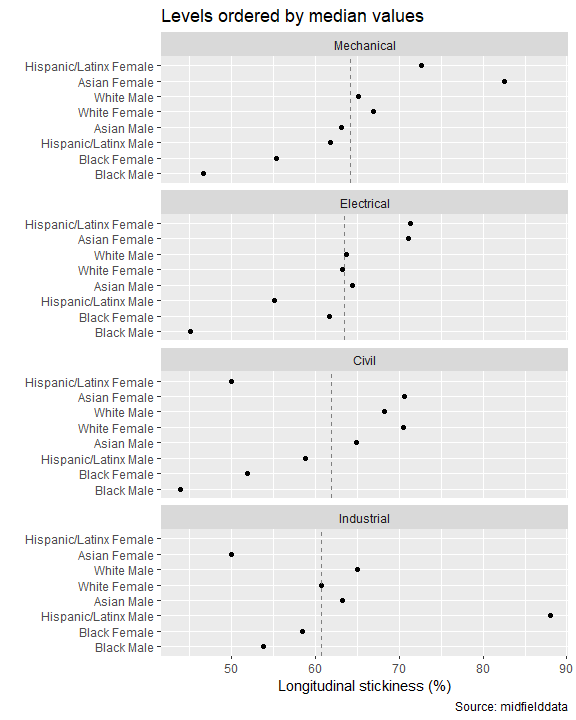 Levels ordered by median values
Mechanical
Hispanic/Latinx Female
Asian Female
White Male
White Female
Asian Male
Hispanic/Latinx Male
Black Female
Black Male
Electrical
Hispanic/Latinx Female
Asian Female
White Male
White Female
Asian Male
Hispanic/Latinx Male
Black Female
Black Male
Civil
Hispanic/Latinx Female
Asian Female
White Male
White Female
Asian Male
Hispanic/Latinx Male
Black Female
Black Male
Industrial
Hispanic/Latinx Female
Asian Female
White Male
White Female
Asian Male
Hispanic/Latinx Male
Black Female
Black Male
50 60 70 80 90
Longitudinal stickiness (%)
Source: midfielddata